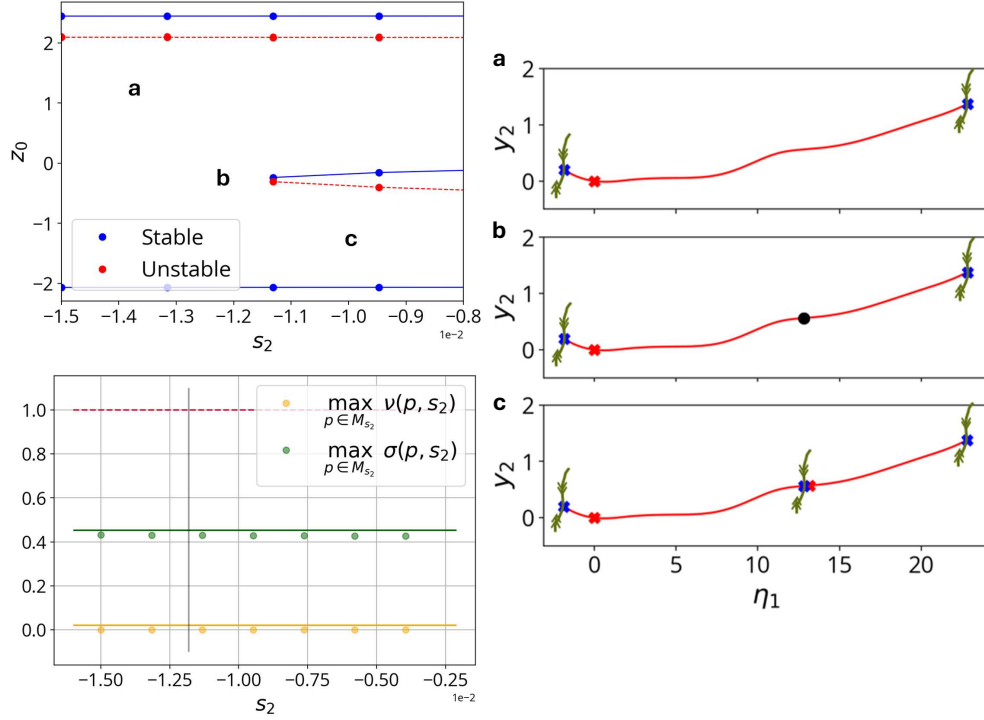 2
1
0
−1
−2
z₀
a
b
c
Stable
Unstable
−1.5 −1.4 −1.3 −1.2 −1.1 −1.0 −0.9 −0.8
1e−2
s₂
1.0
0.8
0.6
0.4
0.2
0.0
max ν(p, s₂)
p ∈ M_{s₂}
max σ(p, s₂)
p ∈ M_{s₂}
−1.50 −1.25 −1.00 −0.75 −0.50 −0.25
1e−2
s₂
a
2
1
0
y₂
b
2
1
0
y₂
c
2
1
0
y₂
0 5 10 15 20
η₁